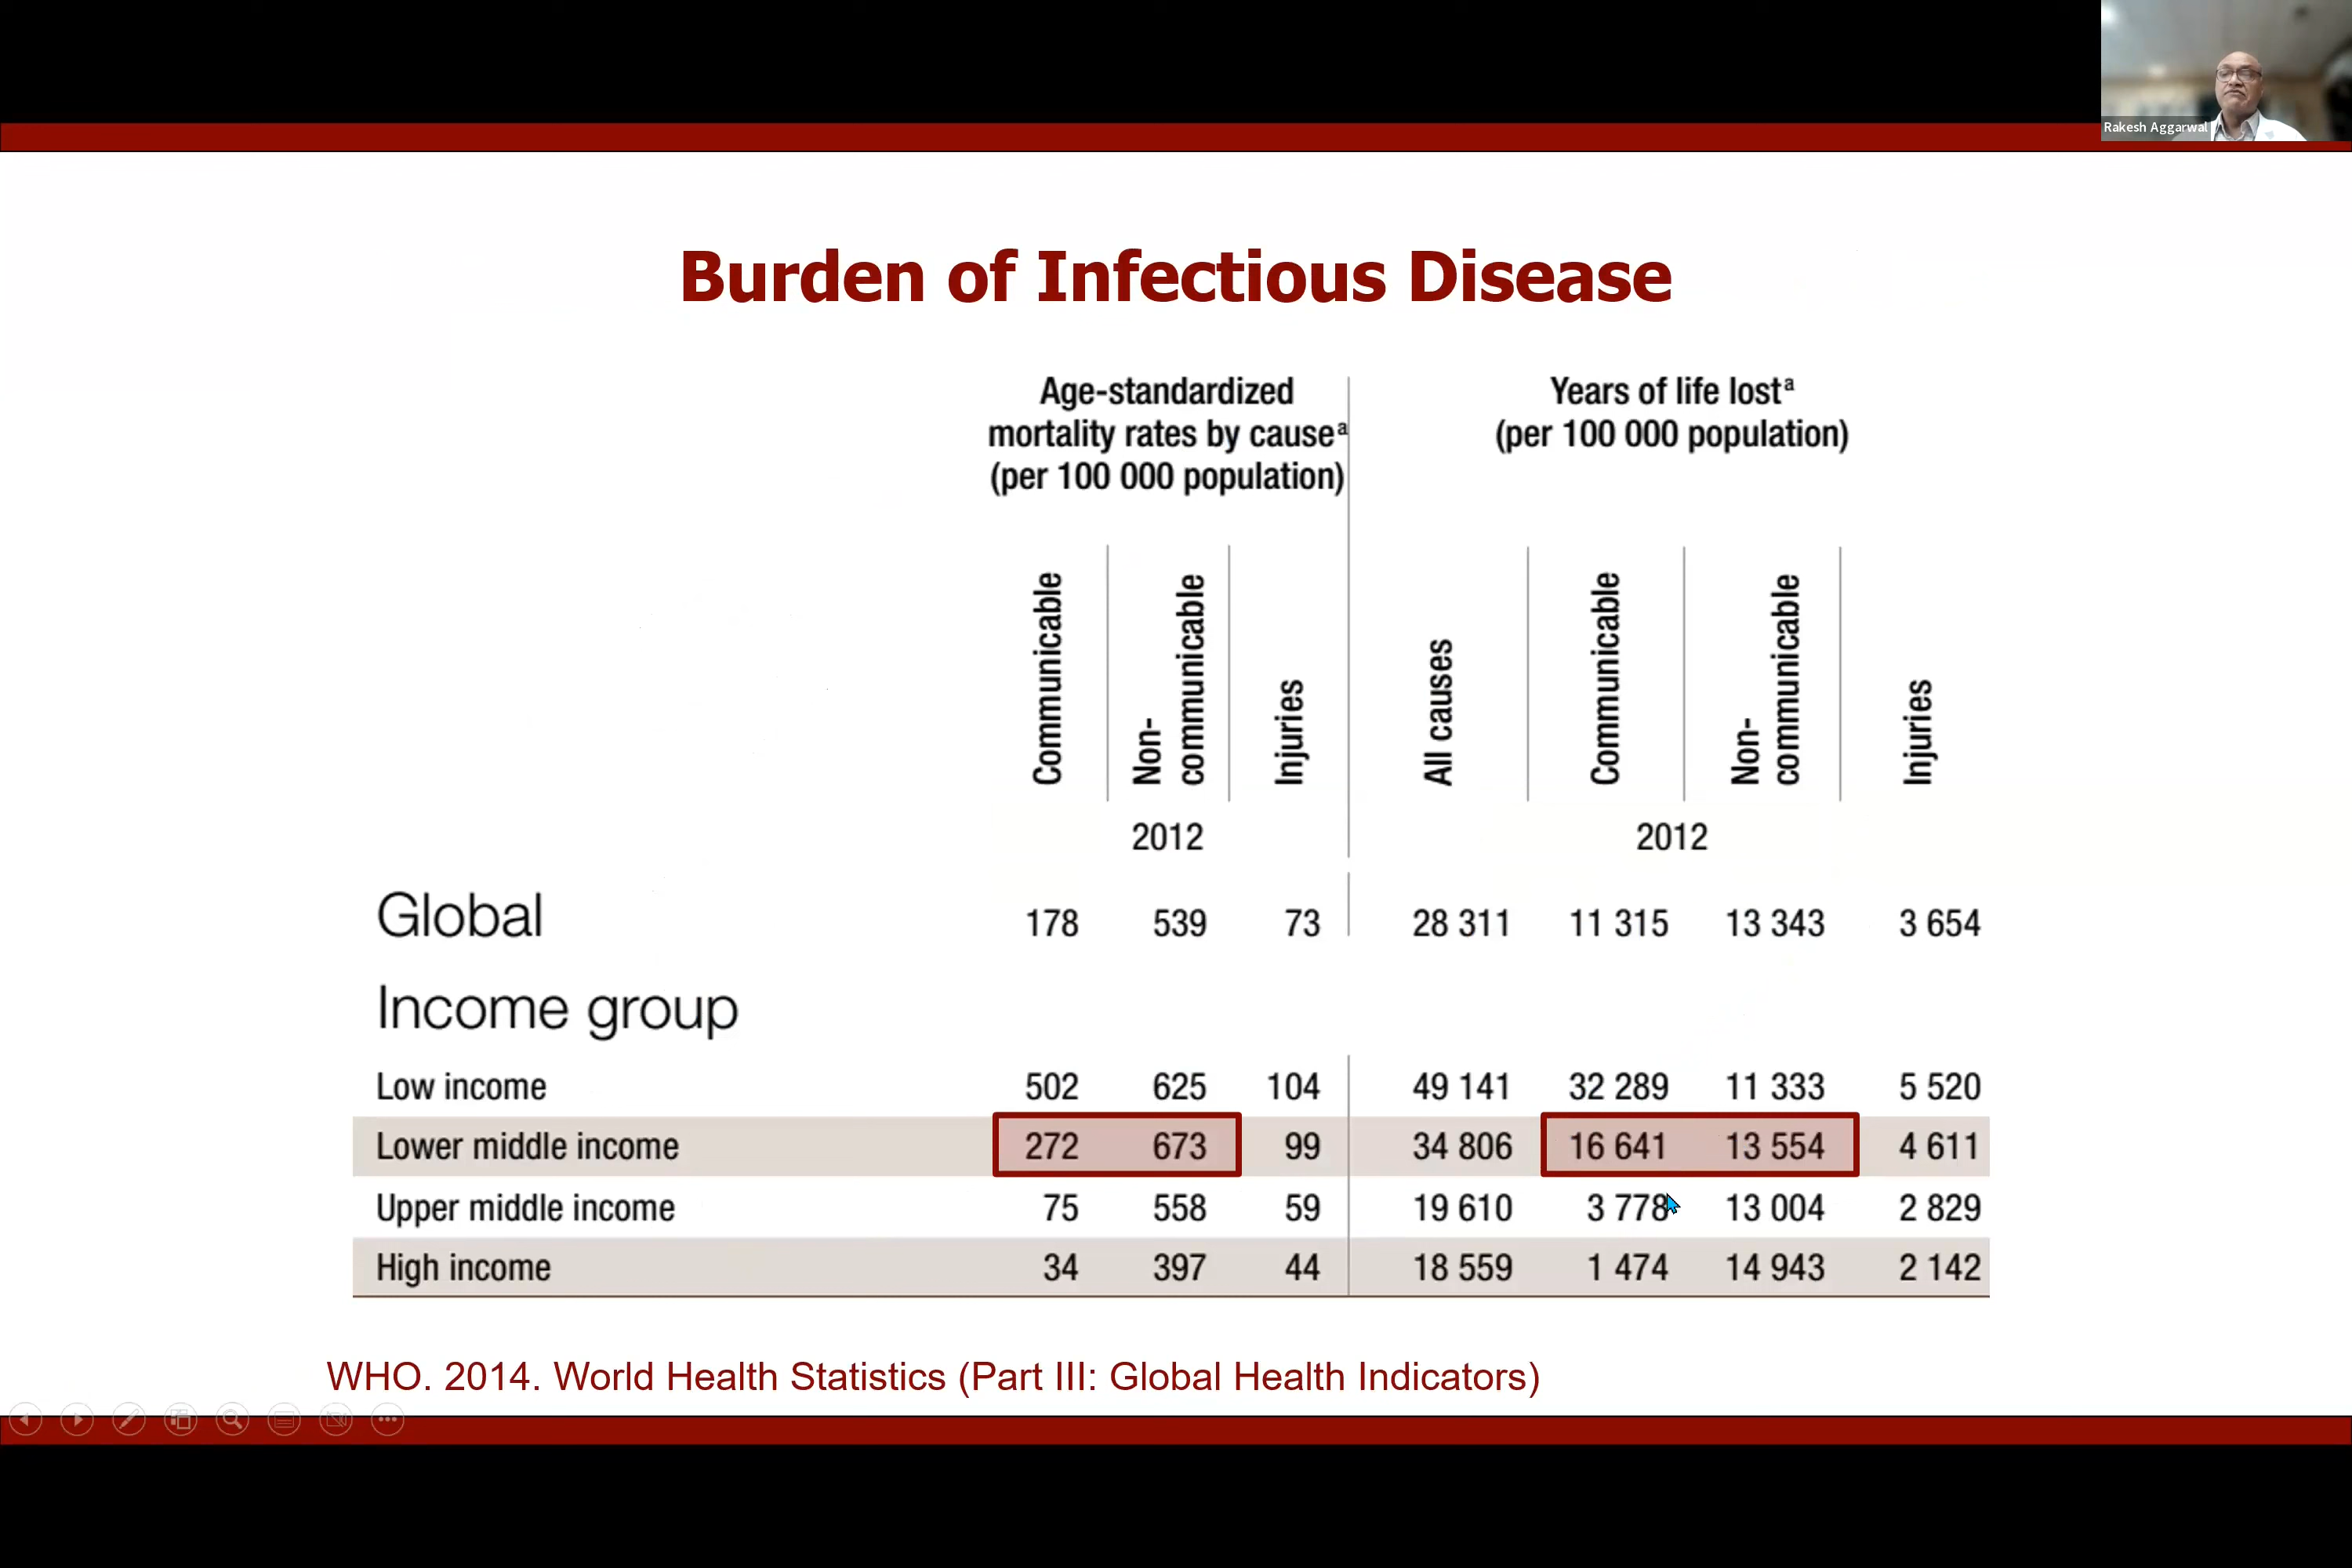 Rakesh Aggarwal
Burden of Infectious Disease
Age-standardized
mortality rates by causeª
(per 100 000 population)
Years of life lostª
(per 100 000 population)
Communicable
Non-
communicable
Injuries
All causes
Communicable
Non-
communicable
Injuries
2012
2012
Global 178 539 73 28 311 11 315 13 343 3 654
Income group
Low income 502 625 104 49 141 32 289 11 333 5 520
Lower middle income 272 673 99 34 806 16 641 13 554 4 611
Upper middle income 75 558 59 19 610 3 778 13 004 2 829
High income 34 397 44 18 559 1 474 14 943 2 142
WHO. 2014. World Health Statistics (Part III: Global Health Indicators)